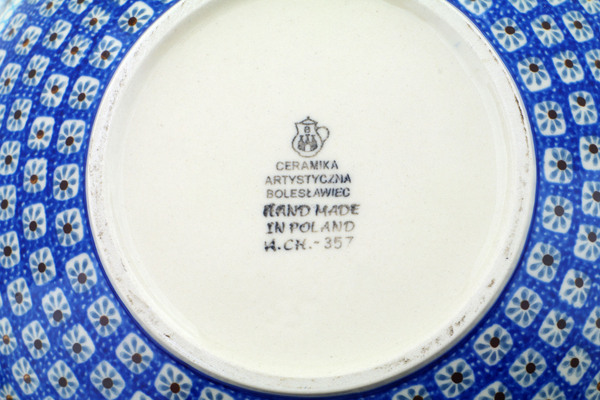 CERAMIKA
ARTYSTYCZNA
BOLESŁAWIEC
HAND MADE
IN POLAND
W.CH.-357